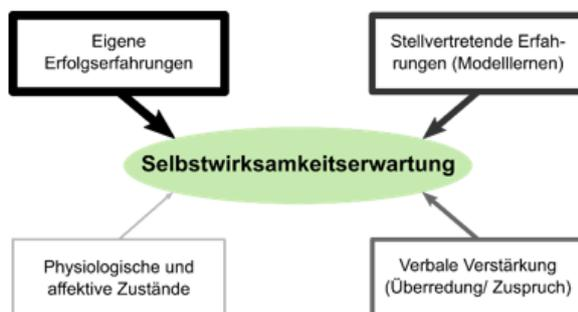 Eigene
Erfolgserfahrungen
Stellvertretende Erfah-
rungen (Modelllernen)
Selbstwirksamkeitserwartung
Physiologische und
affektive Zustände
Verbale Verstärkung
(Überredung/ Zuspruch)